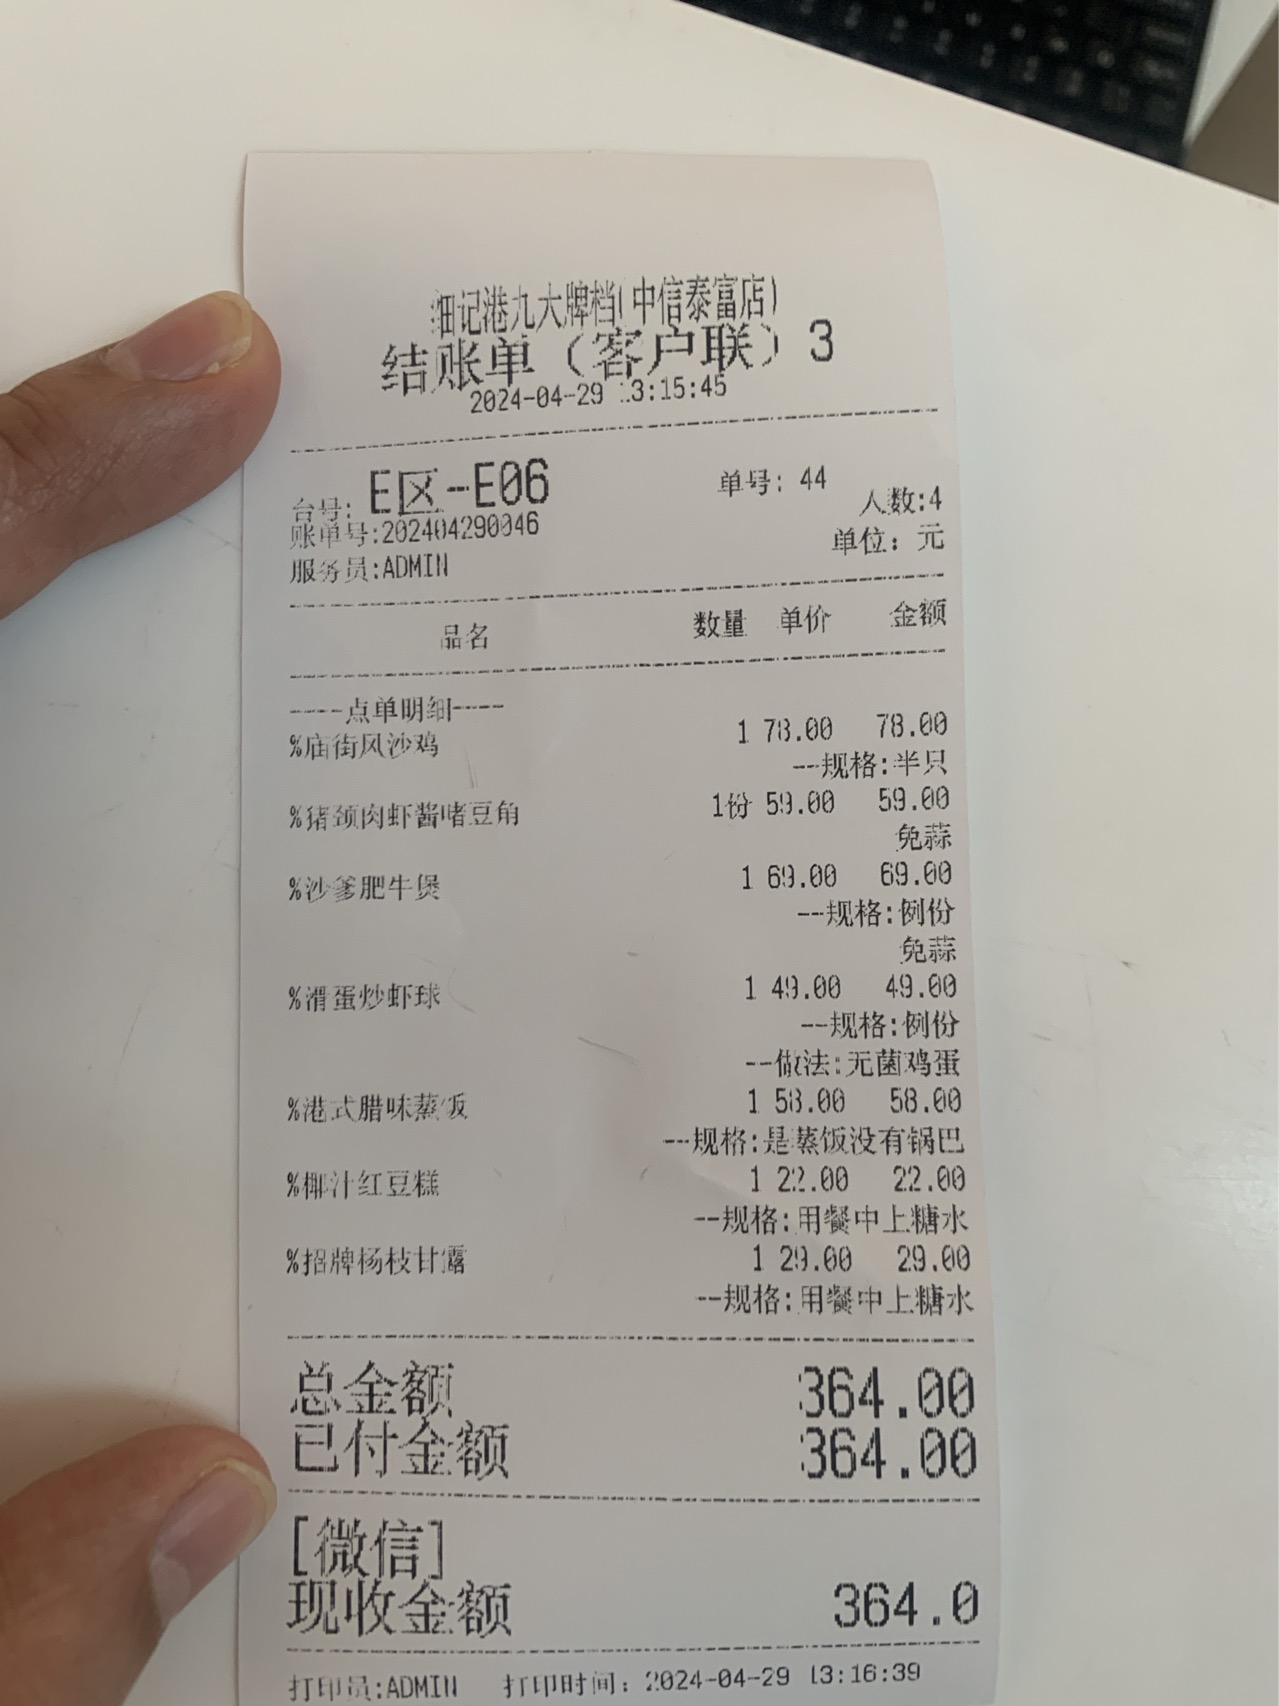 细记港九大牌档(中信泰富店)
结账单（客户联）3
2024-04-29 13:15:45
台号: E区-E06 单号: 44 人数:4
账单号:202404290046 单位: 元
服务员:ADMIN
品名 数量 单价 金额
----点单明细----
%庙街风沙鸡 1 78.00 78.00
--规格:半只
%猪颈肉虾酱啫豆角 1份 59.00 59.00
免蒜
%沙爹肥牛煲 1 69.00 69.00
--规格:例份
免蒜
%滑蛋炒虾球 1 49.00 49.00
--规格:例份
--做法:无菌鸡蛋
%港式腊味蒸饭 1 58.00 58.00
--规格:是蒸饭没有锅巴
%椰汁红豆糕 1 22.00 22.00
--规格:用餐中上糖水
%招牌杨枝甘露 1 29.00 29.00
--规格:用餐中上糖水
总金额 364.00
已付金额 364.00
[微信]
现收金额 364.0
打印员:ADMIN 打印时间: 2024-04-29 13:16:39